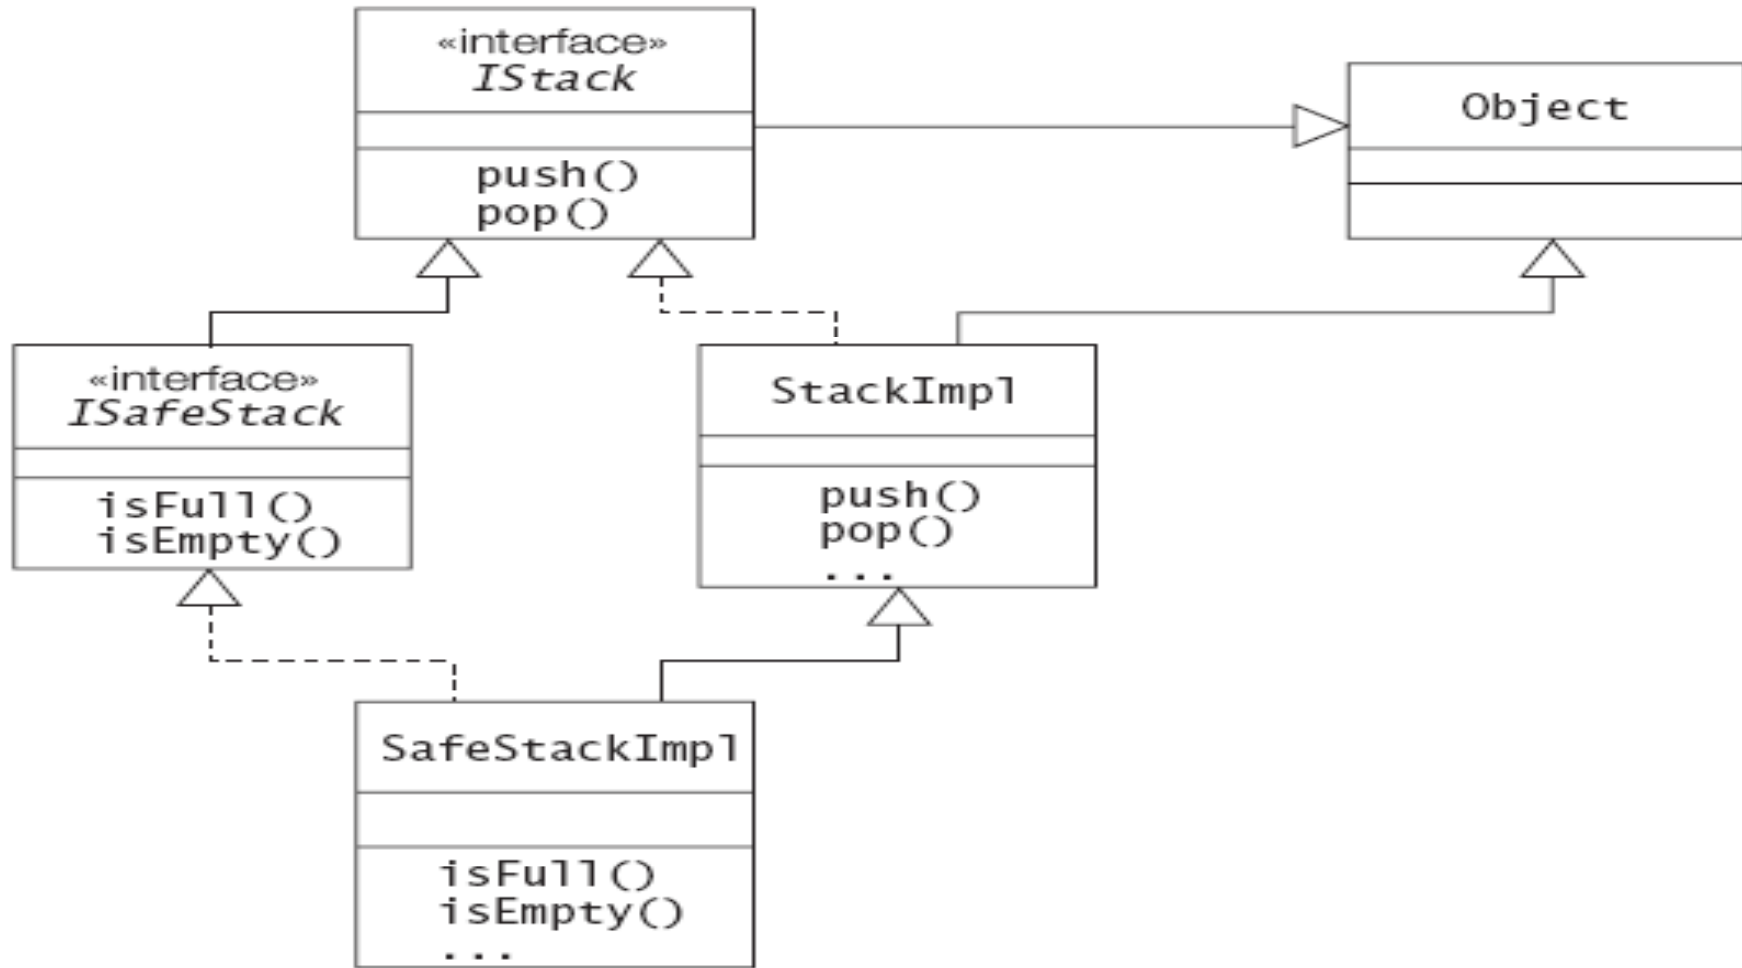 «interface»
IStack
push()
pop()
Object
«interface»
ISafeStack
isFull()
isEmpty()
StackImpl
push()
pop()
...
SafeStackImpl
isFull()
isEmpty()
...